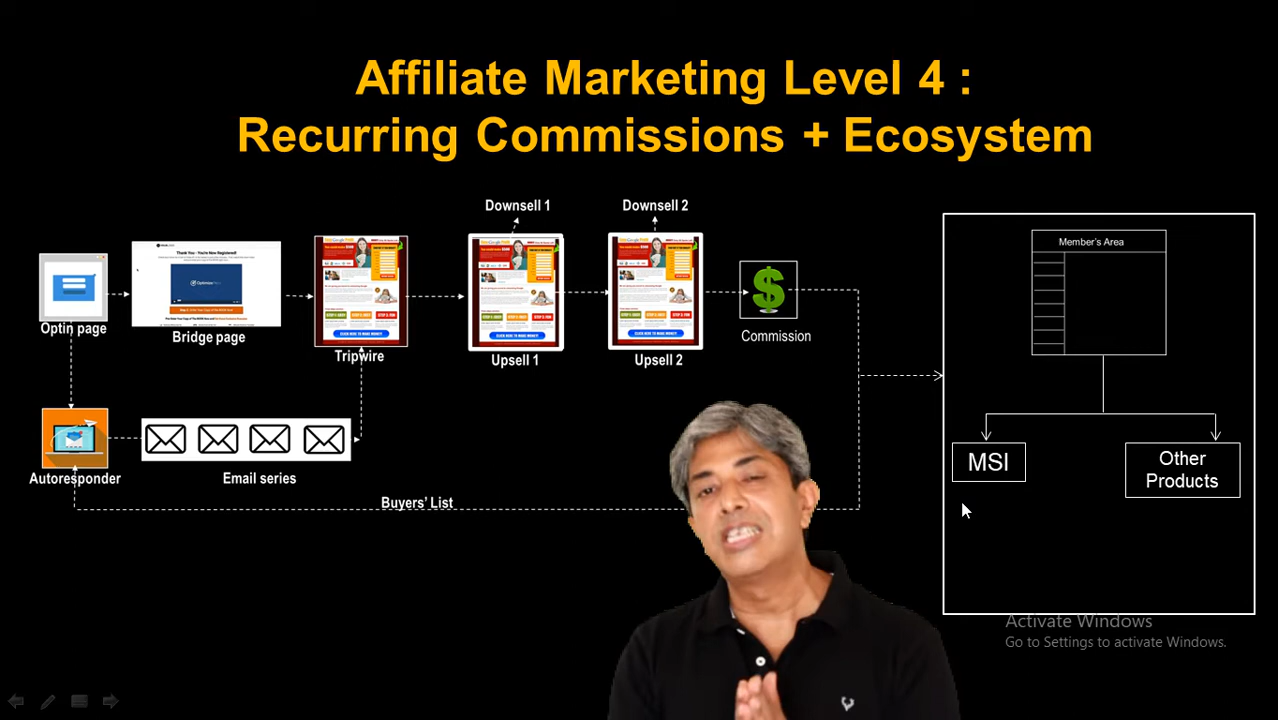 Affiliate Marketing Level 4 :
Recurring Commissions + Ecosystem
Downsell 1
Downsell 2
Member's Area
Optin page
Bridge page
Tripwire
Upsell 1
Upsell 2
Commission
MSI
Other
Products
Autoresponder
Email series
Buyers' List
Activate Windows
Go to Settings to activate Windows.